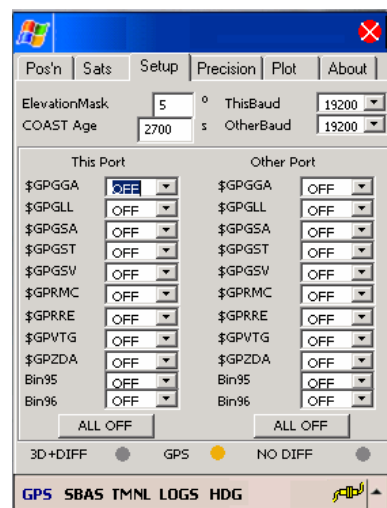 Pos'n Sats Setup Precision Plot About
ElevationMask 5 ° ThisBaud 19200
COAST Age 2700 s OtherBaud 19200
This Port Other Port
$GPGGA OFF $GPGGA OFF
$GPGLL OFF $GPGLL OFF
$GPGSA OFF $GPGSA OFF
$GPGST OFF $GPGST OFF
$GPGSV OFF $GPGSV OFF
$GPRMC OFF $GPRMC OFF
$GPRRE OFF $GPRRE OFF
$GPVTG OFF $GPVTG OFF
$GPZDA OFF $GPZDA OFF
Bin95 OFF Bin95 OFF
Bin96 OFF Bin96 OFF
ALL OFF ALL OFF
3D+DIFF GPS NO DIFF
GPS SBAS TMNL LOGS HDG